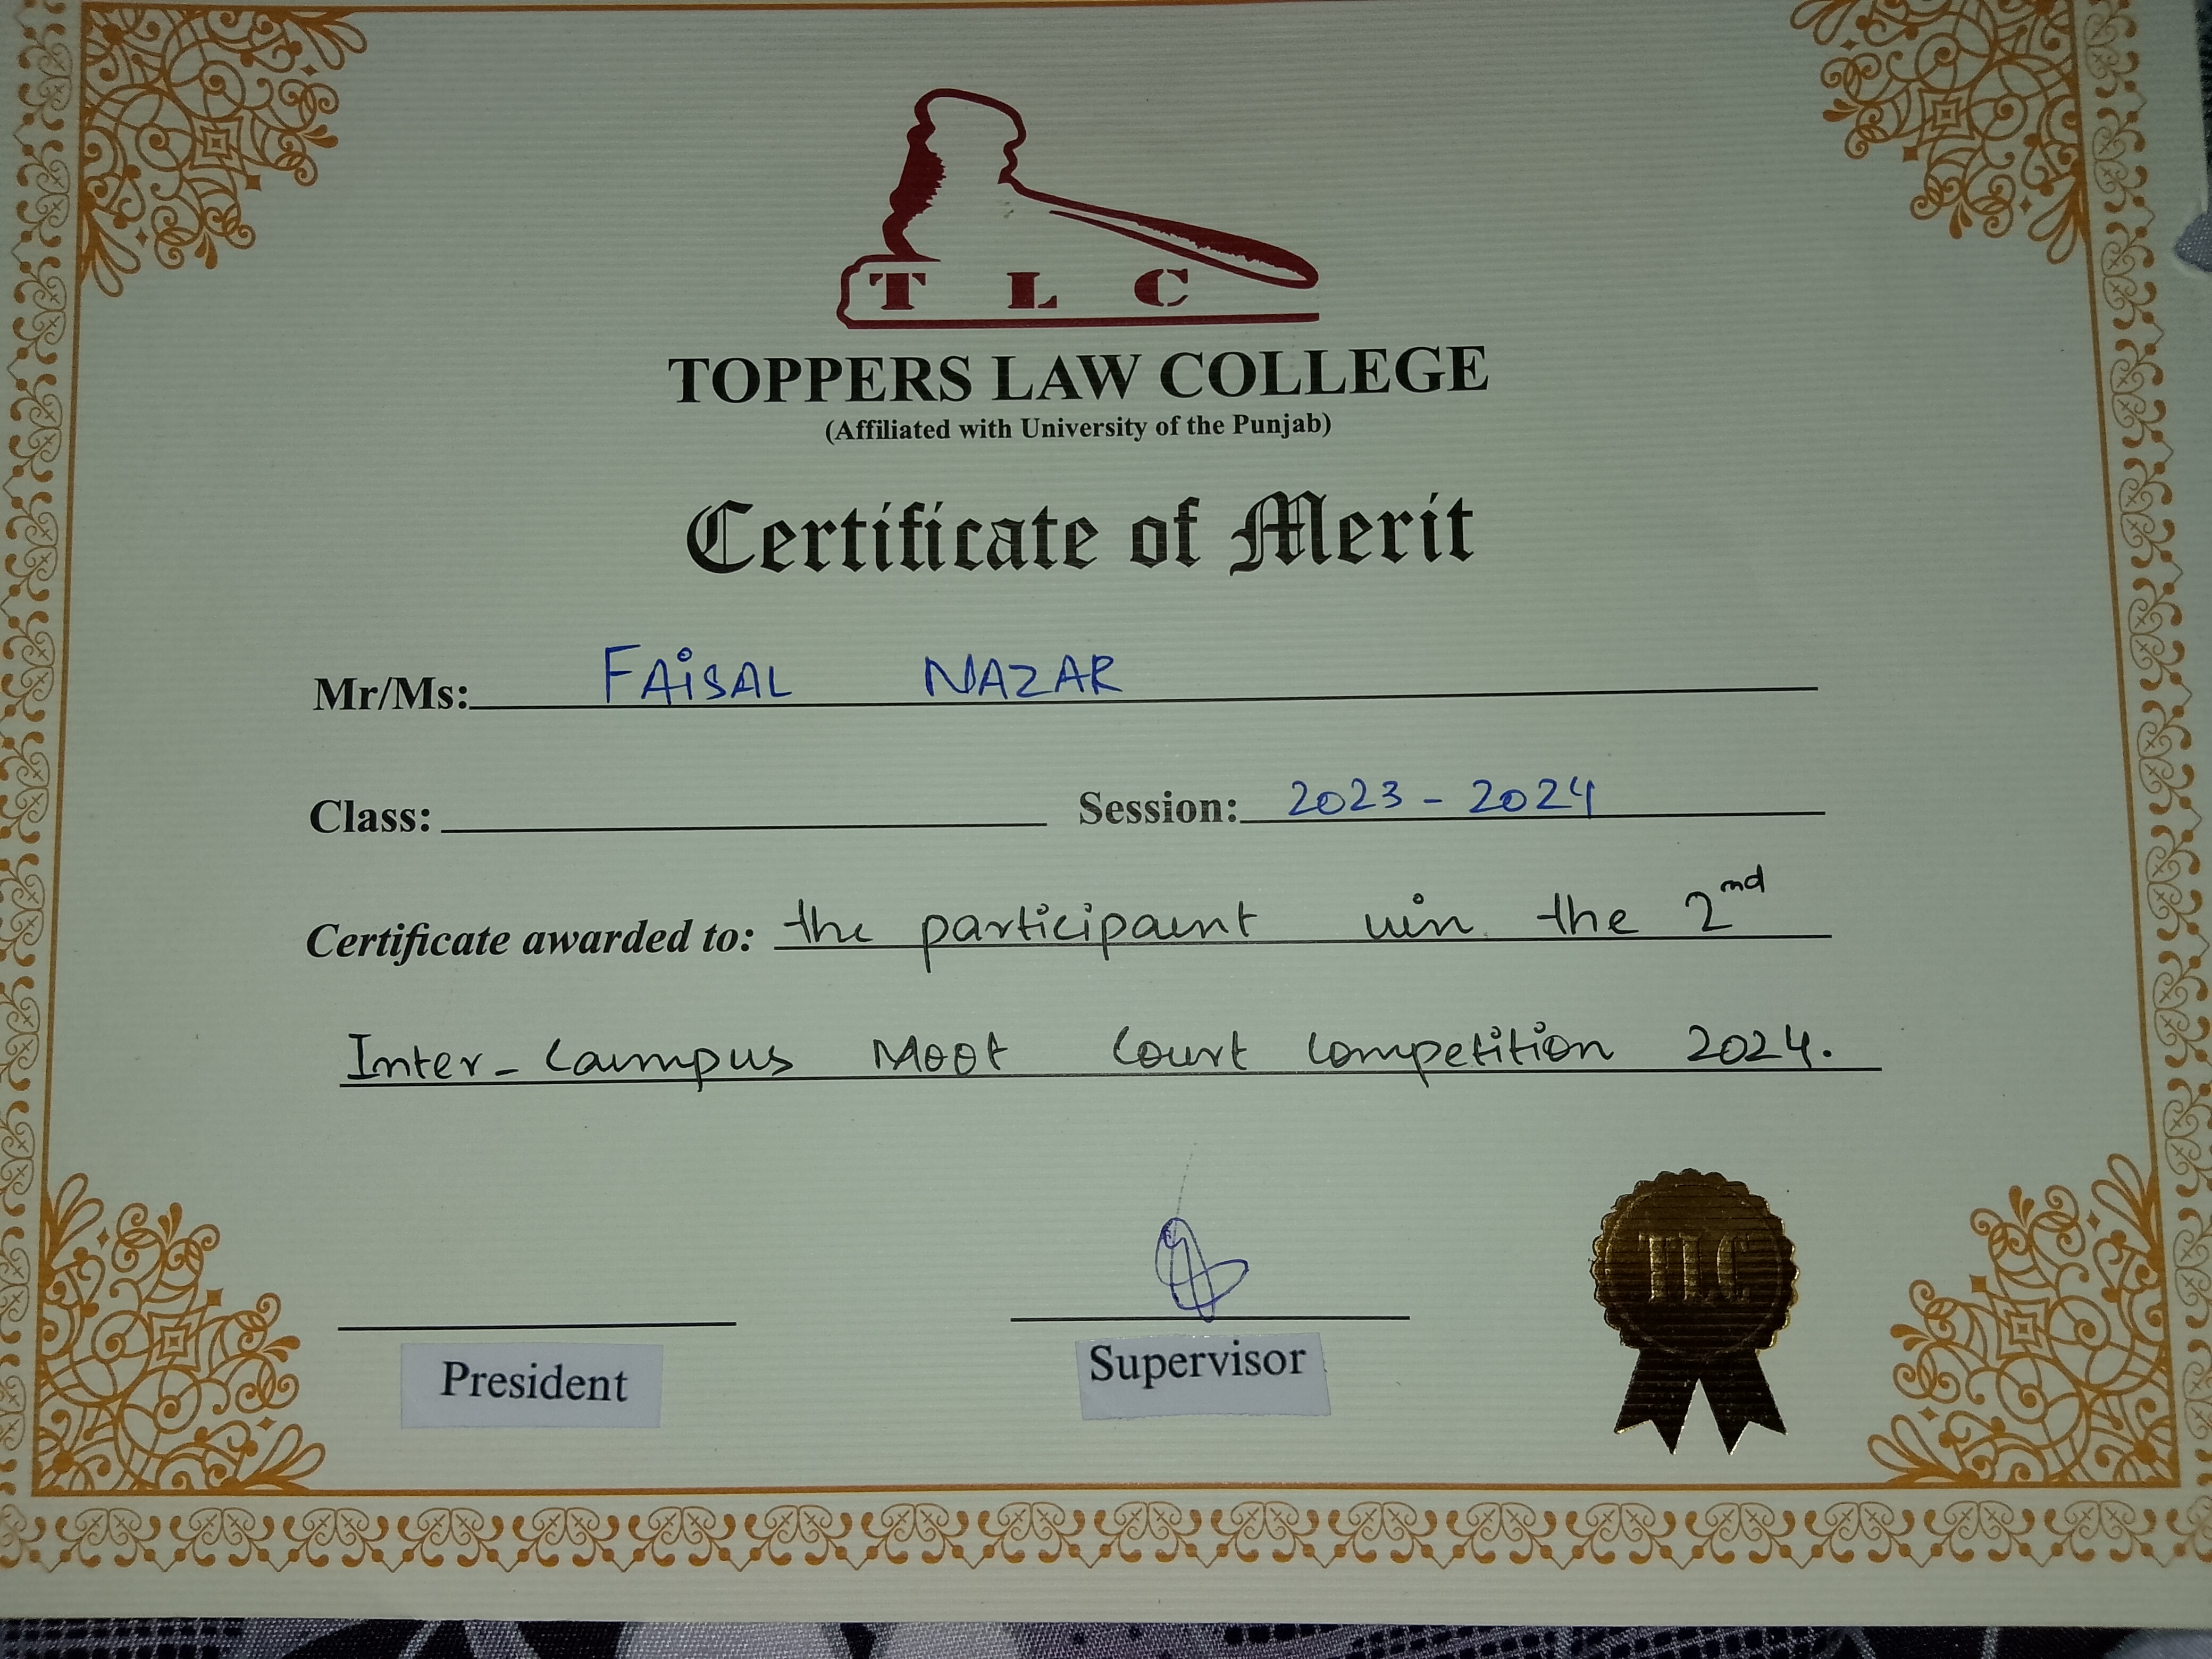 T L C
TOPPERS LAW COLLEGE
(Affiliated with University of the Punjab)
Certificate of Merit
Mr/Ms: FAISAL NAZAR
Class: Session: 2023 - 2024
Certificate awarded to: the participaent win the 2nd
Inter-Campus Moot Court Competition 2024.
TLC
President Supervisor